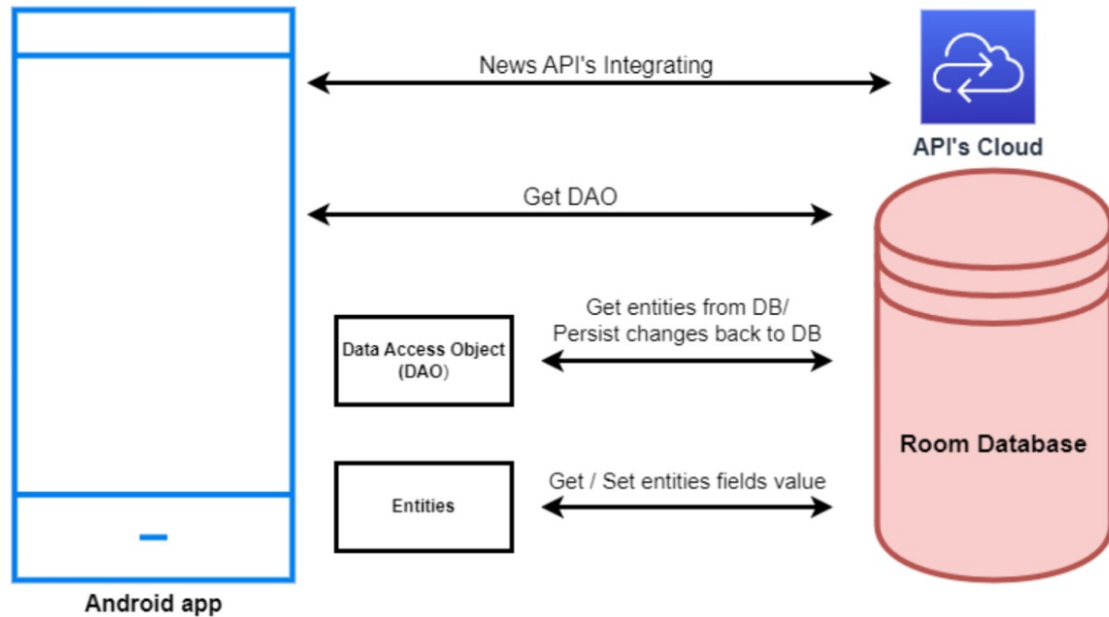 News API's Integrating
API's Cloud
Get DAO
Get entities from DB/
Persist changes back to DB
Data Access Object
(DAO)
Room Database
Get / Set entities fields value
Entities
Android app